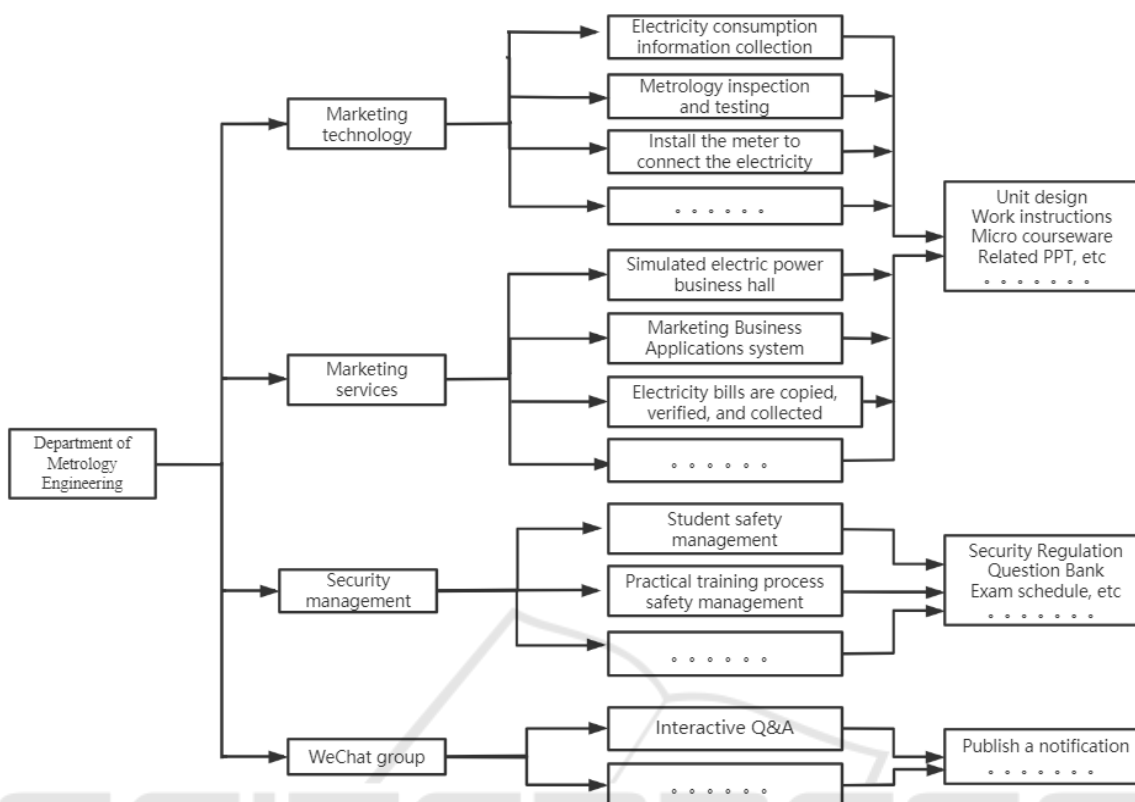 Department of
Metrology
Engineering
Marketing
technology
Electricity consumption
information collection
Metrology inspection
and testing
Install the meter to
connect the electricity
。。。。。。
Marketing
services
Simulated electric power
business hall
Marketing Business
Applications system
Electricity bills are copied,
verified, and collected
。。。。。。
Unit design
Work instructions
Micro courseware
Related PPT, etc
。。。。。。。
Security
management
Student safety
management
Practical training process
safety management
。。。。。。
Security Regulation
Question Bank
Exam schedule, etc
。。。。。。。
WeChat group
Interactive Q&A
。。。。。。
Publish a notification
。。。。。。。